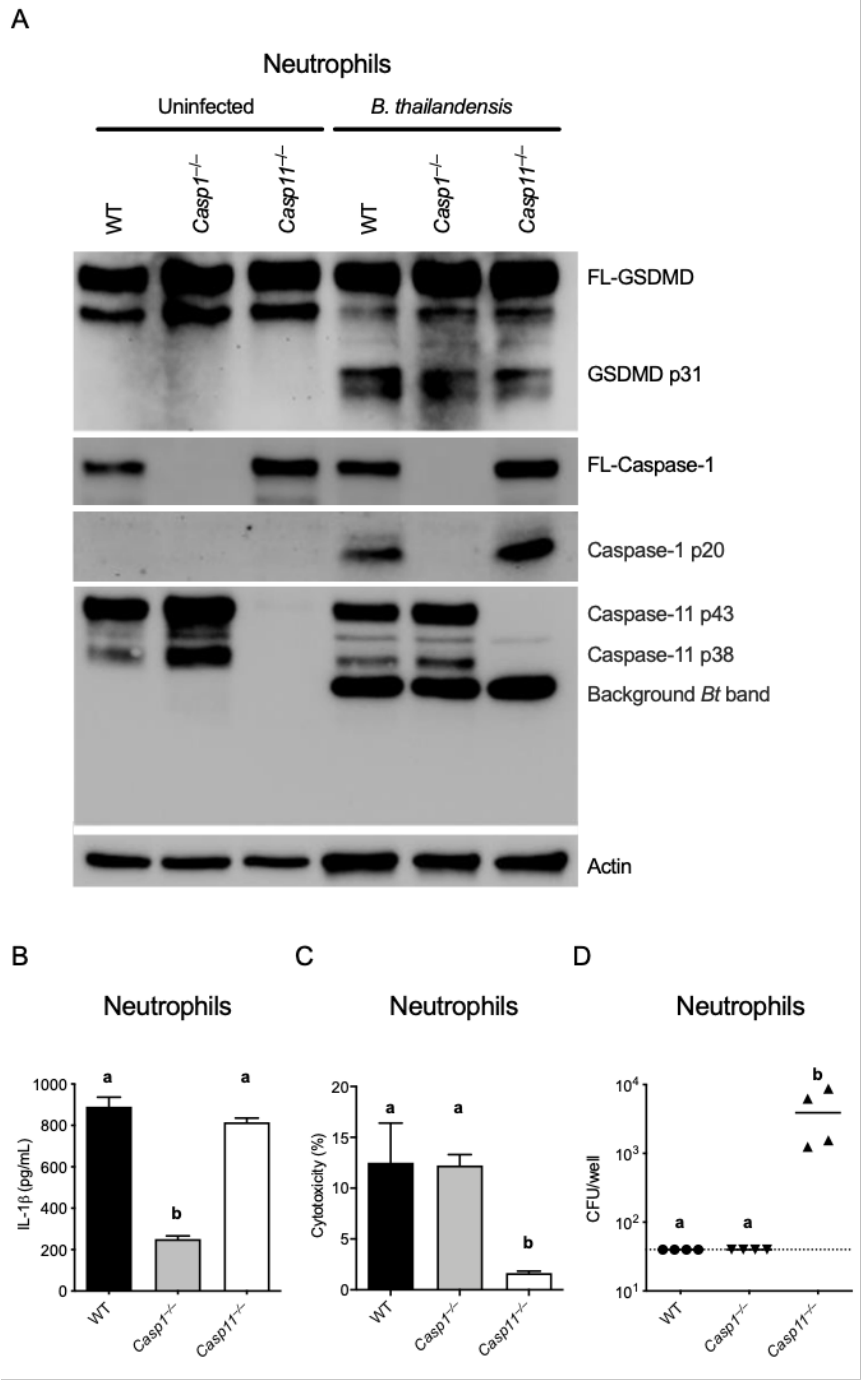 A
Neutrophils
Uninfected B. thailandensis
WT Casp1–/– Casp11–/– WT Casp1–/– Casp11–/–
FL-GSDMD
GSDMD p31
FL-Caspase-1
Caspase-1 p20
Caspase-11 p43
Caspase-11 p38
Background Bt band
Actin
B
Neutrophils
IL-1β (pg/mL)
1000
800
600
400
200
0
a
b
a
WT Casp1–/– Casp11–/–
C
Neutrophils
Cytotoxicity (%)
20
15
10
5
0
a
a
b
WT Casp1–/– Casp11–/–
D
Neutrophils
CFU/well
10⁴
10³
10²
10¹
a
a
b
WT Casp1–/– Casp11–/–